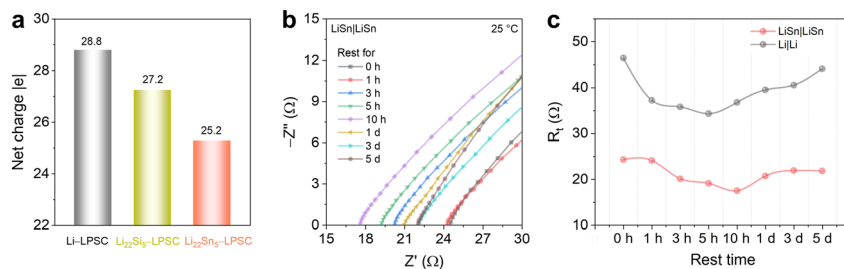 a
Net charge |e|
30
28
26
24
22
28.8
27.2
25.2
Li–LPSC
Li₂₂Si₅–LPSC
Li₂₂Sn₅–LPSC
b
LiSn|LiSn
25 °C
Rest for
0 h
1 h
3 h
5 h
10 h
1 d
3 d
5 d
−Z'' (Ω)
15
12
9
6
3
0
15
18
21
24
27
30
Z' (Ω)
c
LiSn|LiSn
Li|Li
Rₜ (Ω)
50
40
30
20
10
0 h
1 h
3 h
5 h
10 h
1 d
3 d
5 d
Rest time